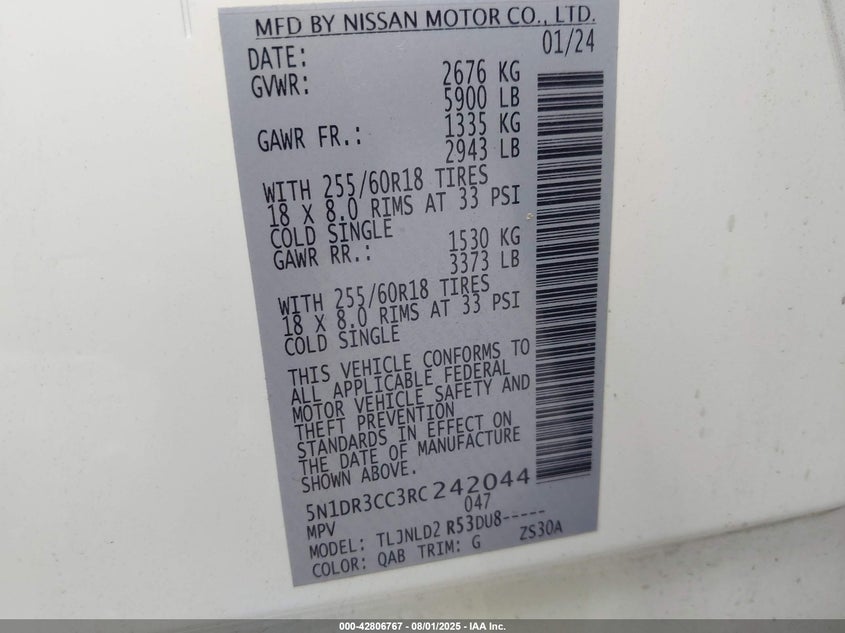 MFD BY NISSAN MOTOR CO., LTD.
DATE: 01/24
GVWR: 2676 KG
5900 LB
GAWR FR.: 1335 KG
2943 LB
WITH 255/60R18 TIRES
18 X 8.0 RIMS AT 33 PSI
COLD SINGLE
GAWR RR.: 1530 KG
3373 LB
WITH 255/60R18 TIRES
18 X 8.0 RIMS AT 33 PSI
COLD SINGLE
THIS VEHICLE CONFORMS TO
ALL APPLICABLE FEDERAL
MOTOR VEHICLE SAFETY AND
THEFT PREVENTION
STANDARDS IN EFFECT ON
THE DATE OF MANUFACTURE
SHOWN ABOVE.
5N1DR3CC3RC242044
MPV 047
MODEL: TLJNLD2 R53DU8-----
COLOR: QAB TRIM: G ZS30A
000-42806767 - 08/01/2025 - IAA Inc.